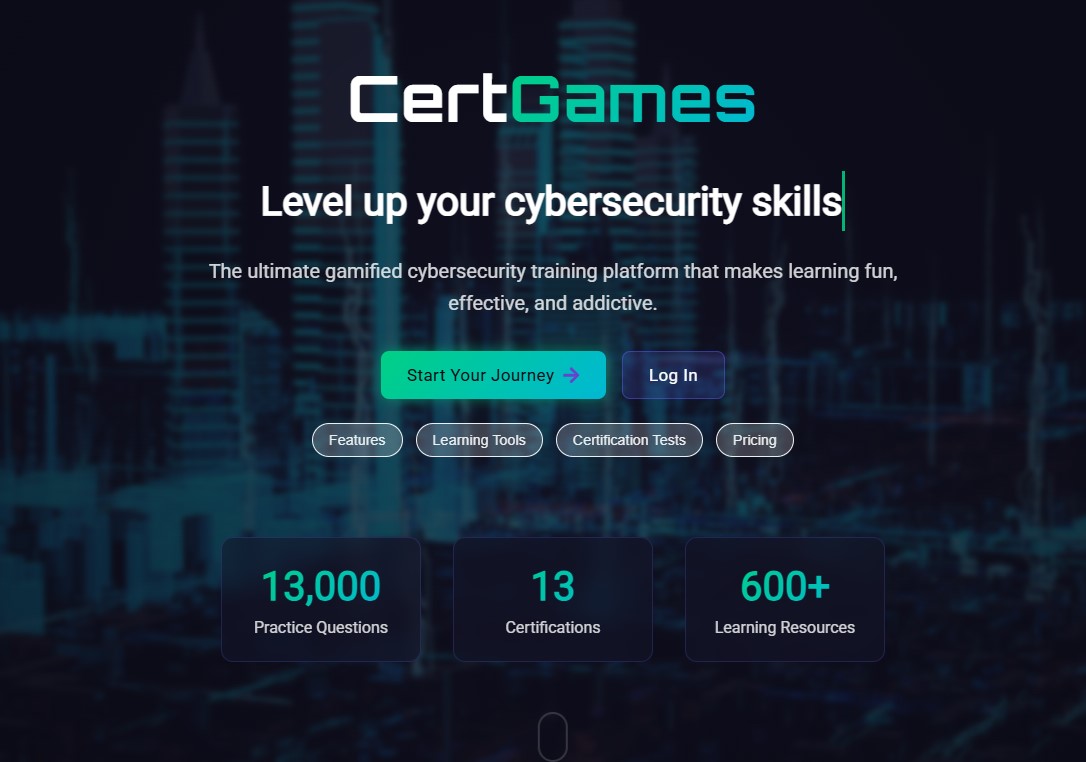 CertGames
Level up your cybersecurity skills
The ultimate gamified cybersecurity training platform that makes learning fun,
effective, and addictive.
Start Your Journey Log In
Features Learning Tools Certification Tests Pricing
13,000 13 600+
Practice Questions Certifications Learning Resources